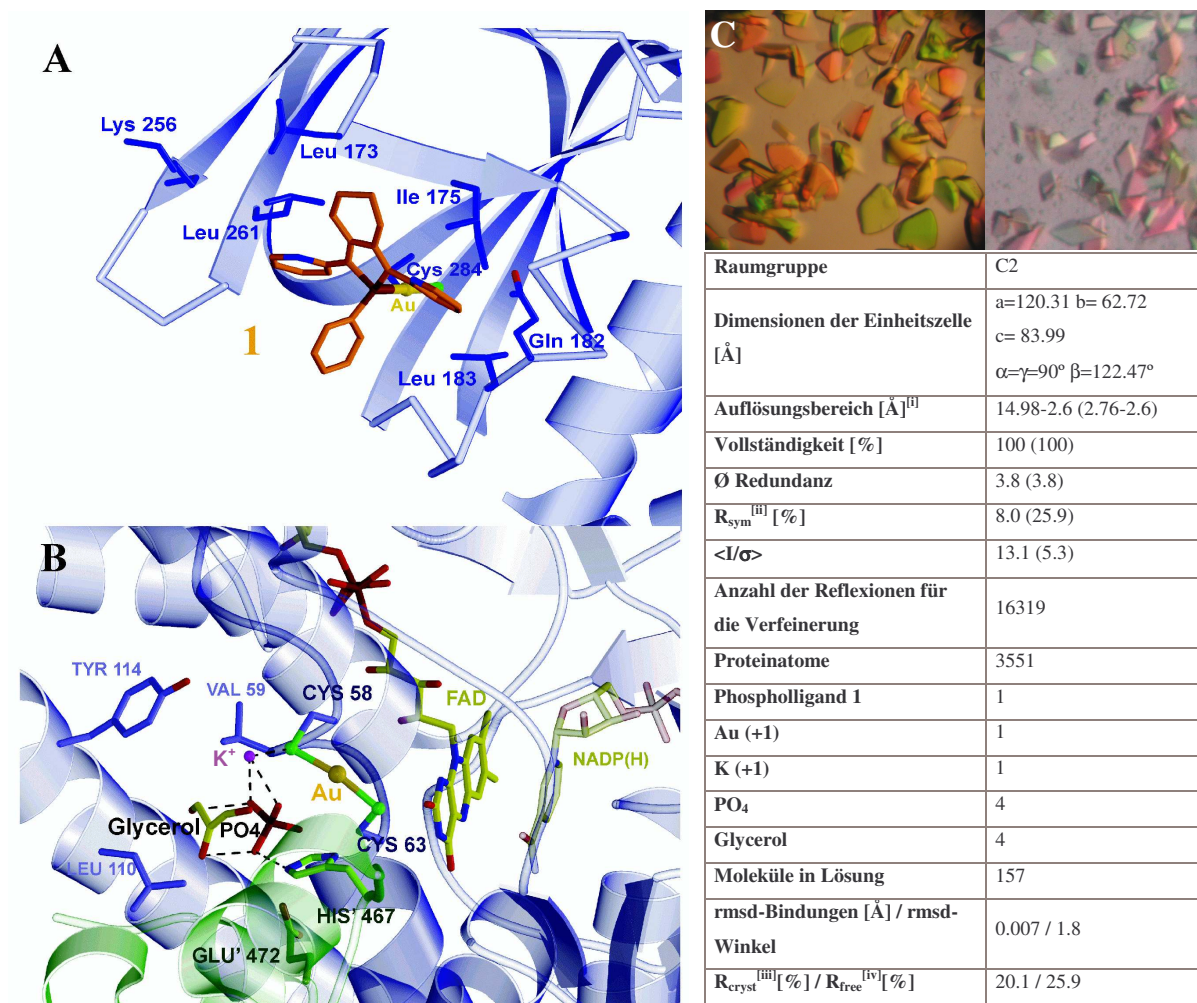 A
Lys 256
Leu 173
Ile 175
Leu 261
Cys 284
Au
1
Gln 182
Leu 183
B
TYR 114
VAL 59
CYS 58
FAD
K⁺
NADP(H)
Au
Glycerol
PO4
CYS 63
LEU 110
HIS' 467
GLU' 472
C
Raumgruppe C2
Dimensionen der Einheitszelle
[Å]
a=120.31 b= 62.72
c= 83.99
α=γ=90º β=122.47º
Auflösungsbereich [Å][i] 14.98-2.6 (2.76-2.6)
Vollständigkeit [%] 100 (100)
Ø Redundanz 3.8 (3.8)
Rsym[ii] [%] 8.0 (25.9)
<I/σ> 13.1 (5.3)
Anzahl der Reflexionen für
die Verfeinerung
16319
Proteinatome 3551
Phospholligand 1 1
Au (+1) 1
K (+1) 1
PO₄ 4
Glycerol 4
Moleküle in Lösung 157
rmsd-Bindungen [Å] / rmsd-
Winkel
0.007 / 1.8
Rcryst[iii][%] / Rfree[iv][%] 20.1 / 25.9